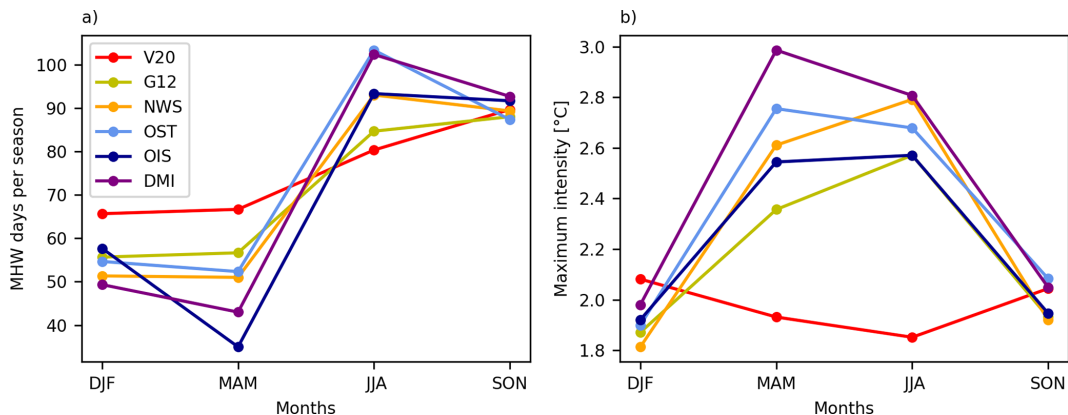 a)
MHW days per season
100
90
80
70
60
50
40
V20
G12
NWS
OST
OIS
DMI
DJF MAM JJA SON
Months
b)
Maximum intensity [°C]
3.0
2.8
2.6
2.4
2.2
2.0
1.8
DJF MAM JJA SON
Months